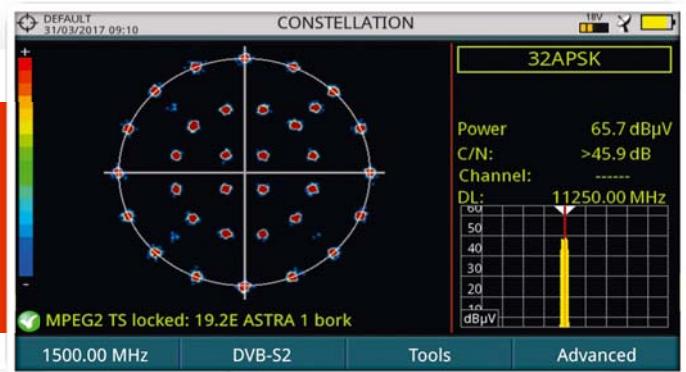 DEFAULT
31/03/2017 09:10
CONSTELLATION
18V
+
-
32APSK
Power 65.7 dBµV
C/N: >45.9 dB
Channel: ------
DL: 11250.00 MHz
60
50
40
30
20
10
dBµV
MPEG2 TS locked: 19.2E ASTRA 1 bork
1500.00 MHz DVB-S2 Tools Advanced